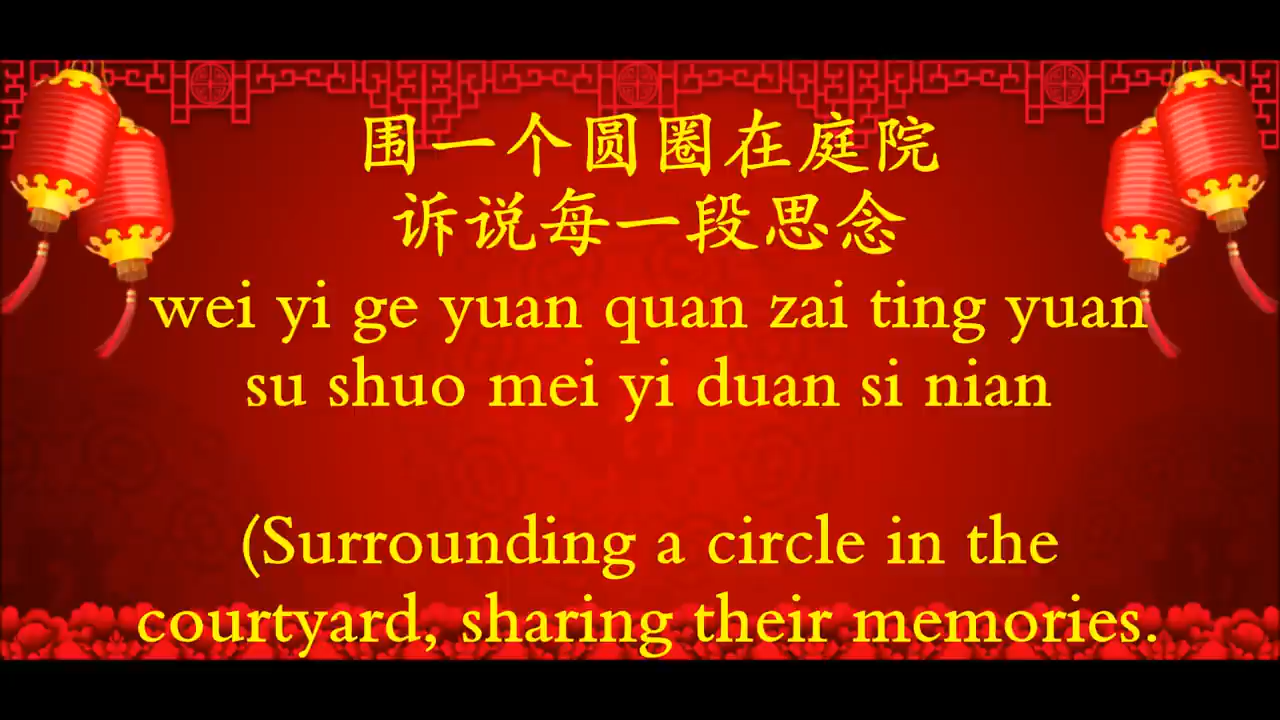 围一个圆圈在庭院
诉说每一段思念
wei yi ge yuan quan zai ting yuan
su shuo mei yi duan si nian
(Surrounding a circle in the
courtyard, sharing their memories.